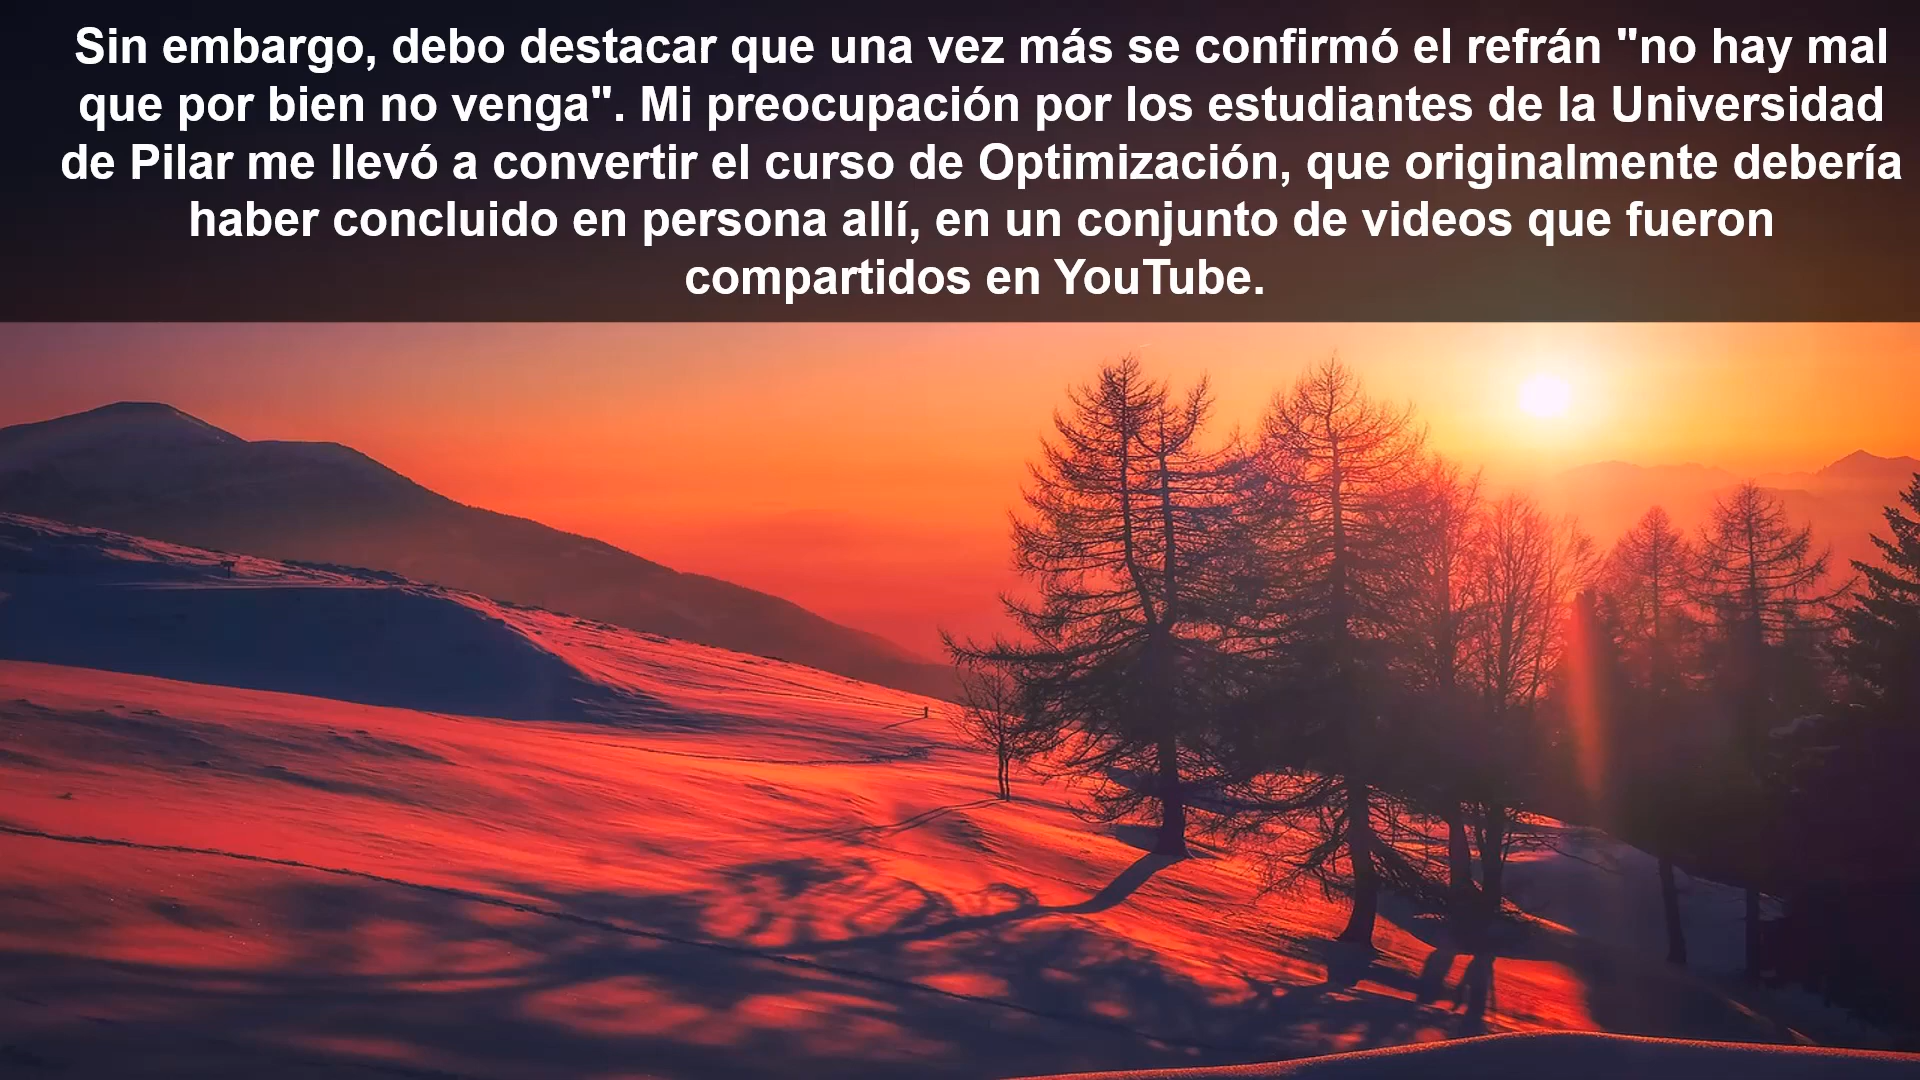 Sin embargo, debo destacar que una vez más se confirmó el refrán "no hay mal
que por bien no venga". Mi preocupación por los estudiantes de la Universidad
de Pilar me llevó a convertir el curso de Optimización, que originalmente debería
haber concluido en persona allí, en un conjunto de videos que fueron
compartidos en YouTube.